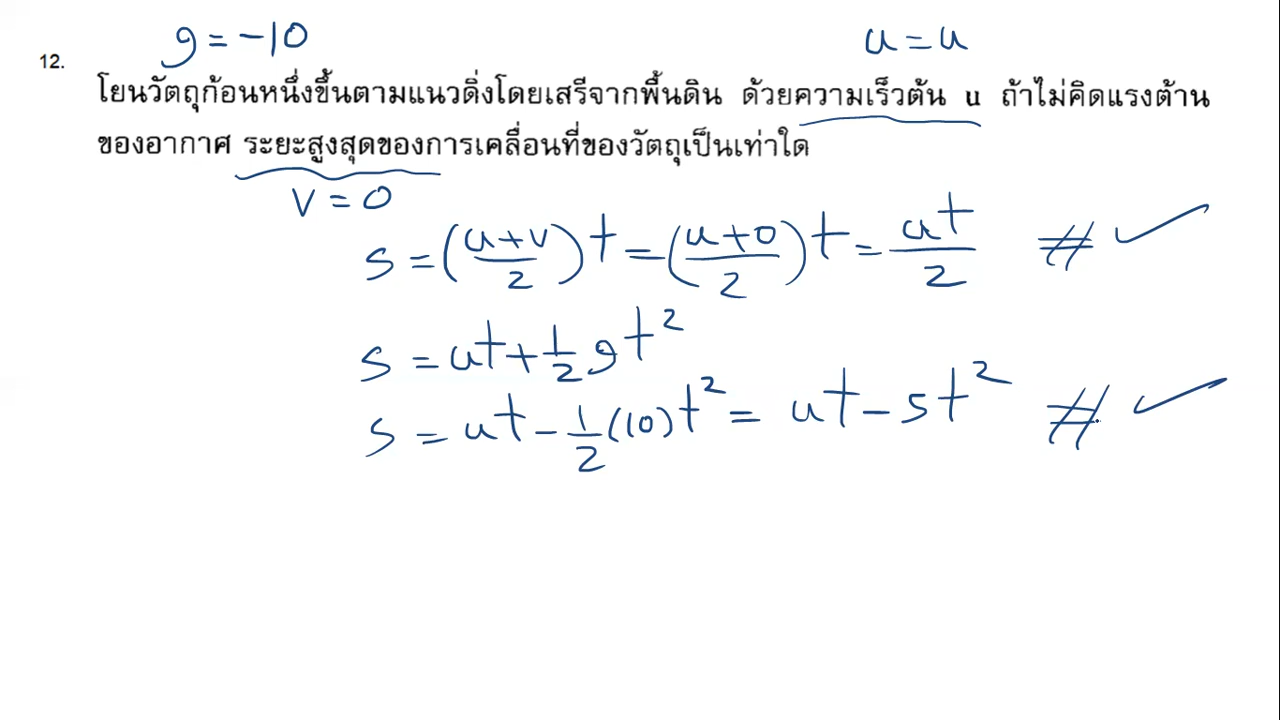 g = -10
u = u
12.
โยนวัตถุก้อนหนึ่งขึ้นตามแนวดิ่งโดยเสรีจากพื้นดิน ด้วยความเร็วต้น u ถ้าไม่คิดแรงต้าน
ของอากาศ ระยะสูงสุดของการเคลื่อนที่ของวัตถุเป็นเท่าใด
v = 0
s = (u+v/2)t = (u+0/2)t = ut/2 #
s = ut + 1/2 gt²
s = ut - 1/2 (10)t² = ut - 5t² #